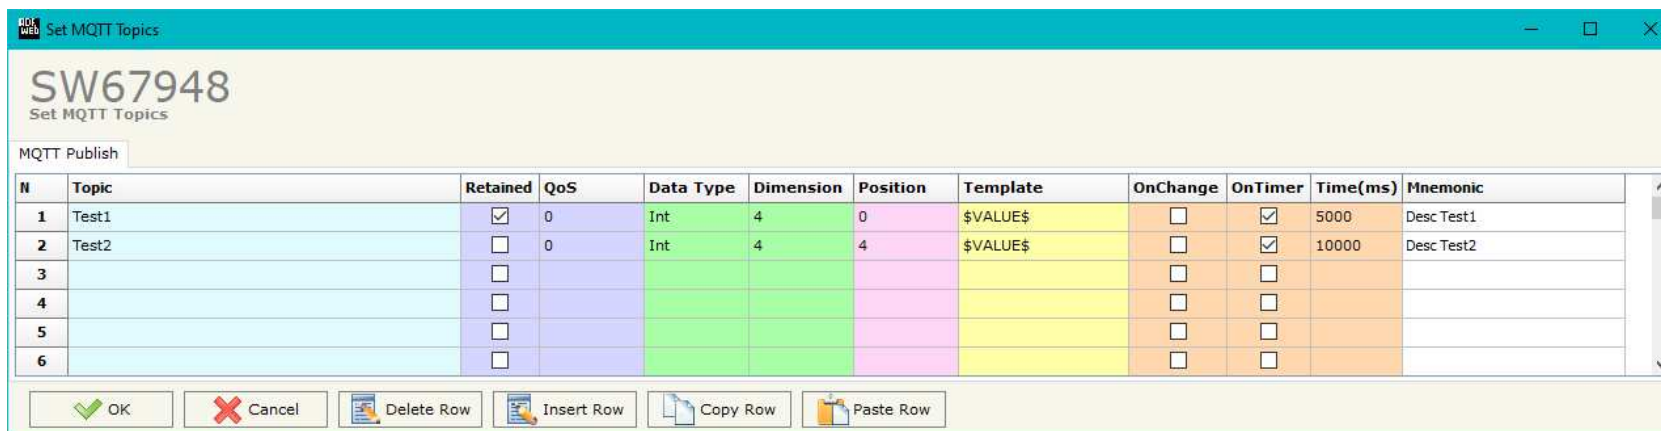 ADF WEB Set MQTT Topics
SW67948
Set MQTT Topics
MQTT Publish
N Topic Retained QoS Data Type Dimension Position Template OnChange OnTimer Time(ms) Mnemonic
1 Test1 0 Int 4 0 $VALUE$ 5000 Desc Test1
2 Test2 0 Int 4 4 $VALUE$ 10000 Desc Test2
3
4
5
6
OK Cancel Delete Row Insert Row Copy Row Paste Row